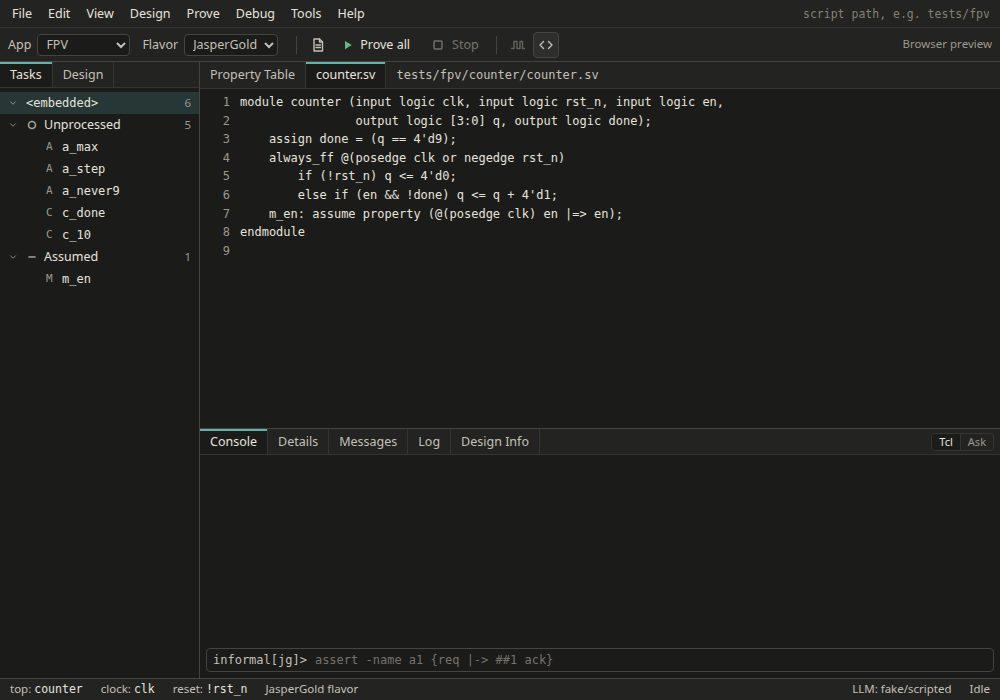 File Edit View Design Prove Debug Tools Help script path, e.g. tests/fpv
App FPV Flavor JasperGold Prove all Stop Browser preview
Tasks Design Property Table counter.sv tests/fpv/counter/counter.sv
<embedded> 6
Unprocessed 5
A a_max
A a_step
A a_never9
C c_done
C c_10
Assumed 1
M m_en
1 module counter (input logic clk, input logic rst_n, input logic en,
2 output logic [3:0] q, output logic done);
3 assign done = (q == 4'd9);
4 always_ff @(posedge clk or negedge rst_n)
5 if (!rst_n) q <= 4'd0;
6 else if (en && !done) q <= q + 4'd1;
7 m_en: assume property (@(posedge clk) en |=> en);
8 endmodule
9
Console Details Messages Log Design Info Tcl Ask
informal[jg]> assert -name a1 {req |-> ##1 ack}
top: counter clock: clk reset: !rst_n JasperGold flavor LLM: fake/scripted Idle